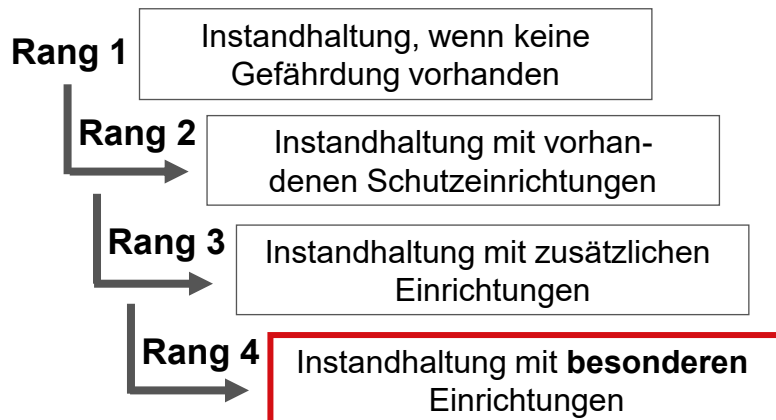 Rang 1
Instandhaltung, wenn keine
Gefährdung vorhanden
Rang 2
Instandhaltung mit vorhan-
denen Schutzeinrichtungen
Rang 3
Instandhaltung mit zusätzlichen
Einrichtungen
Rang 4
Instandhaltung mit besonderen
Einrichtungen